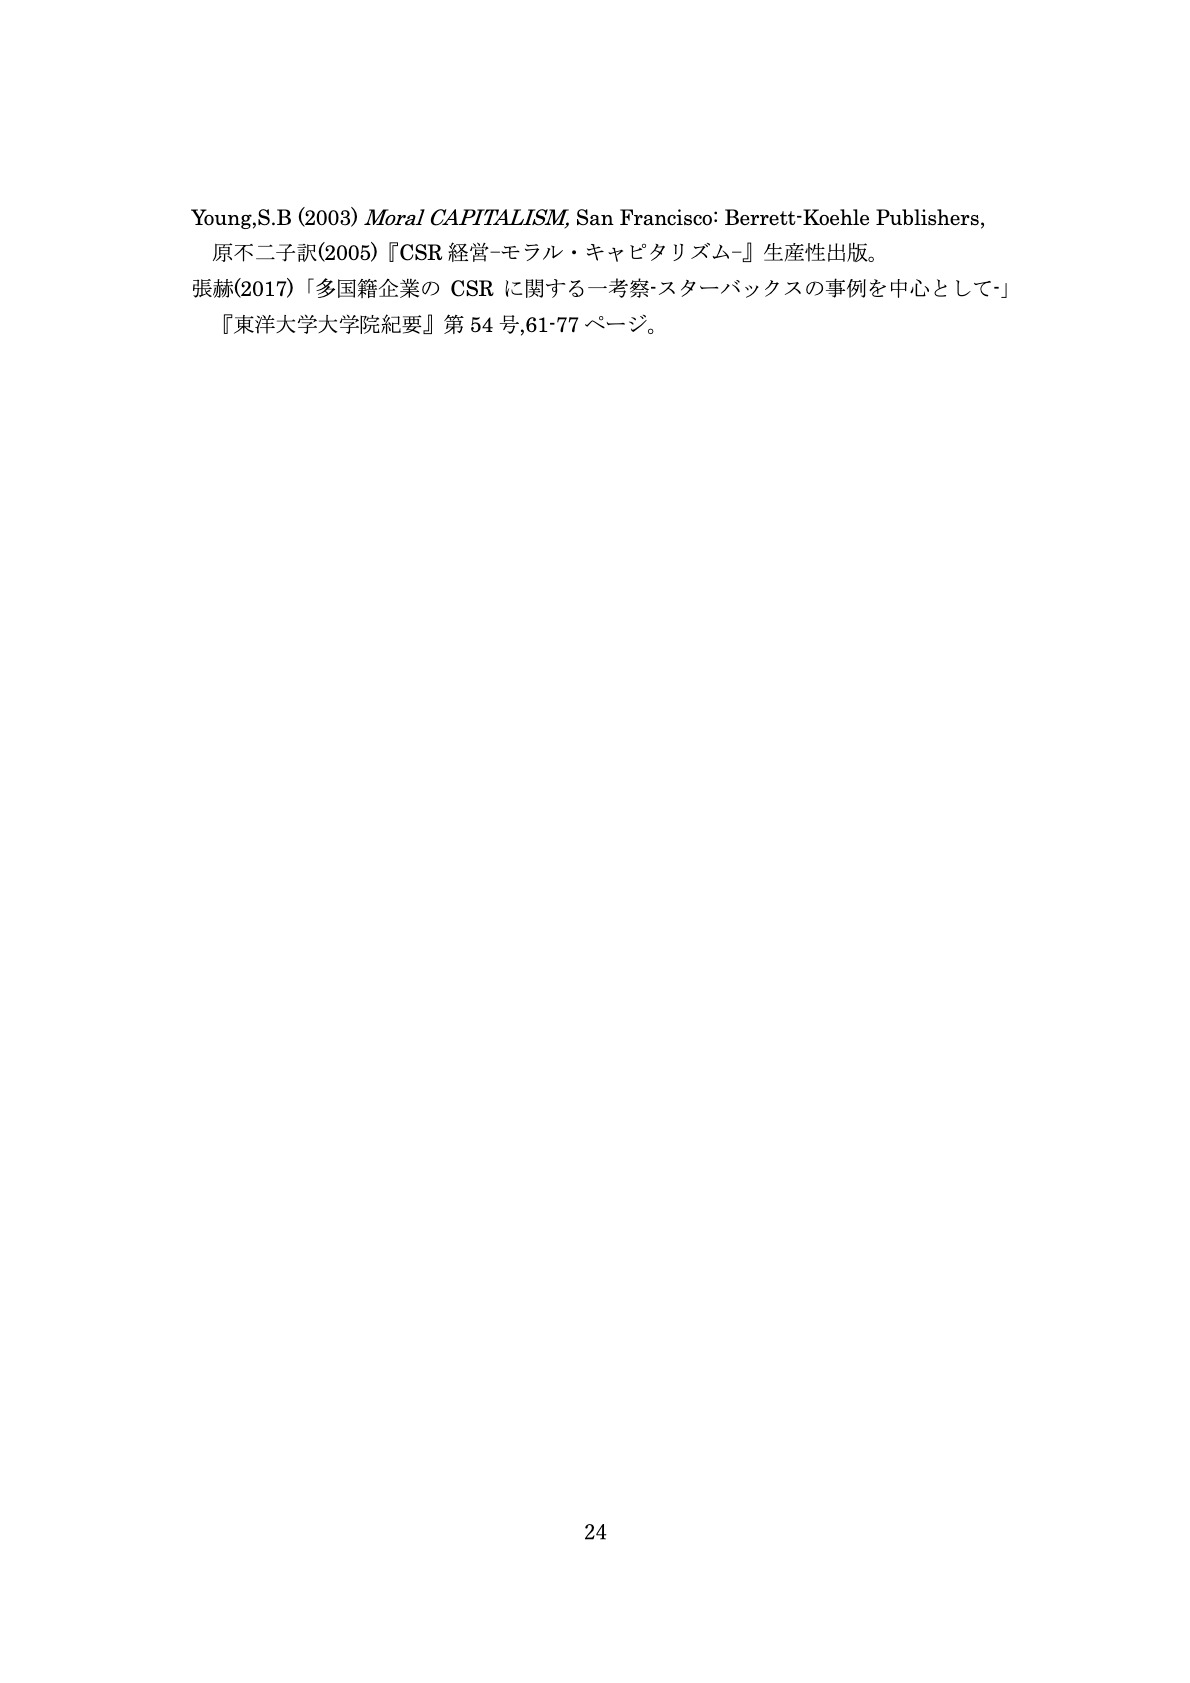 Young,S.B (2003) Moral CAPITALISM, San Francisco: Berrett-Koehle Publishers,
原不二子訳(2005)『CSR 経営−モラル・キャピタリズム−』生産性出版。
張赫(2017)「多国籍企業の CSR に関する一考察-スターバックスの事例を中心として-」
『東洋大学大学院紀要』第 54 号,61-77 ページ。
24